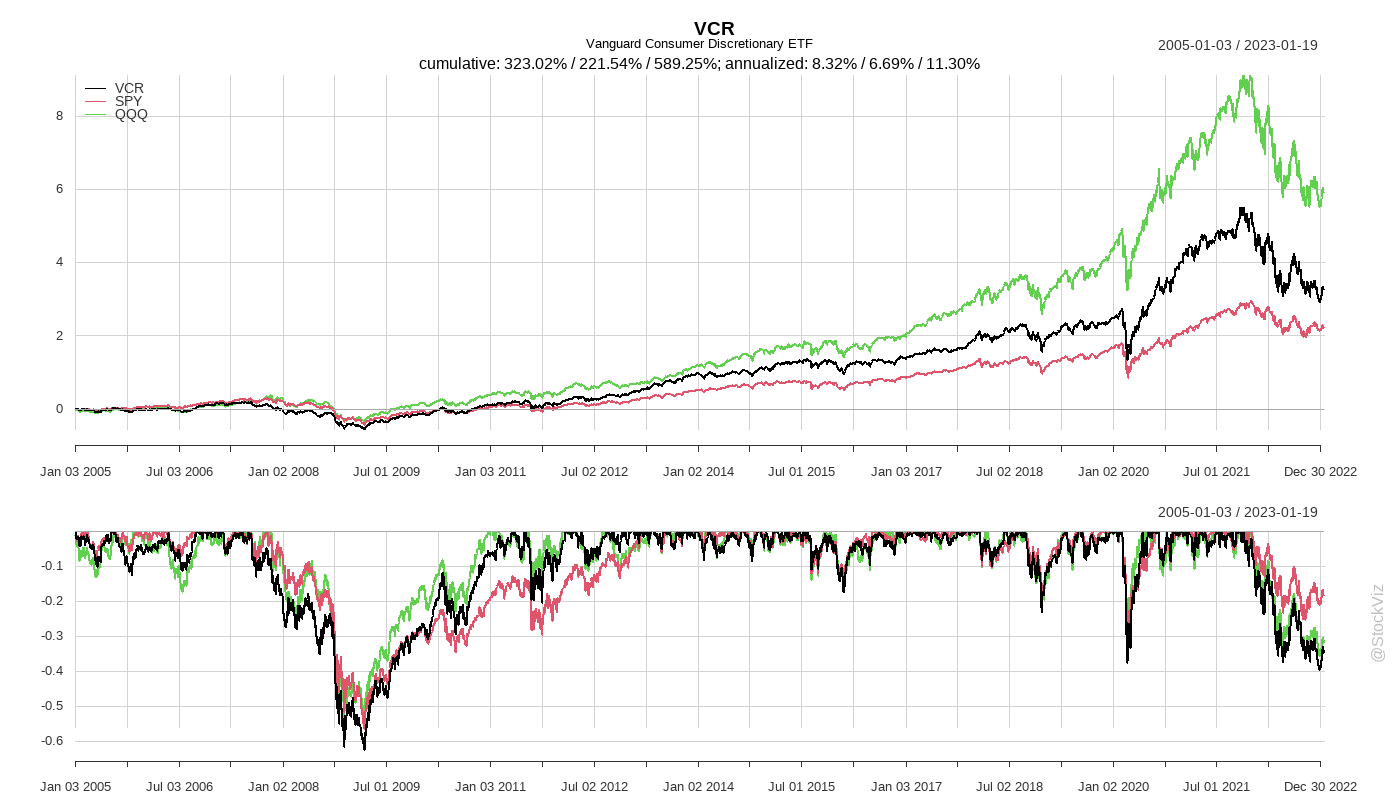 VCR
Vanguard Consumer Discretionary ETF
2005-01-03 / 2023-01-19
cumulative: 323.02% / 221.54% / 589.25%; annualized: 8.32% / 6.69% / 11.30%
VCR
SPY
QQQ
8
6
4
2
0
Jan 03 2005 Jul 03 2006 Jan 02 2008 Jul 01 2009 Jan 03 2011 Jul 02 2012 Jan 02 2014 Jul 01 2015 Jan 03 2017 Jul 02 2018 Jan 02 2020 Jul 01 2021 Dec 30 2022
2005-01-03 / 2023-01-19
-0.1
-0.2
-0.3
-0.4
-0.5
-0.6
Jan 03 2005 Jul 03 2006 Jan 02 2008 Jul 01 2009 Jan 03 2011 Jul 02 2012 Jan 02 2014 Jul 01 2015 Jan 03 2017 Jul 02 2018 Jan 02 2020 Jul 01 2021 Dec 30 2022
@StockViz